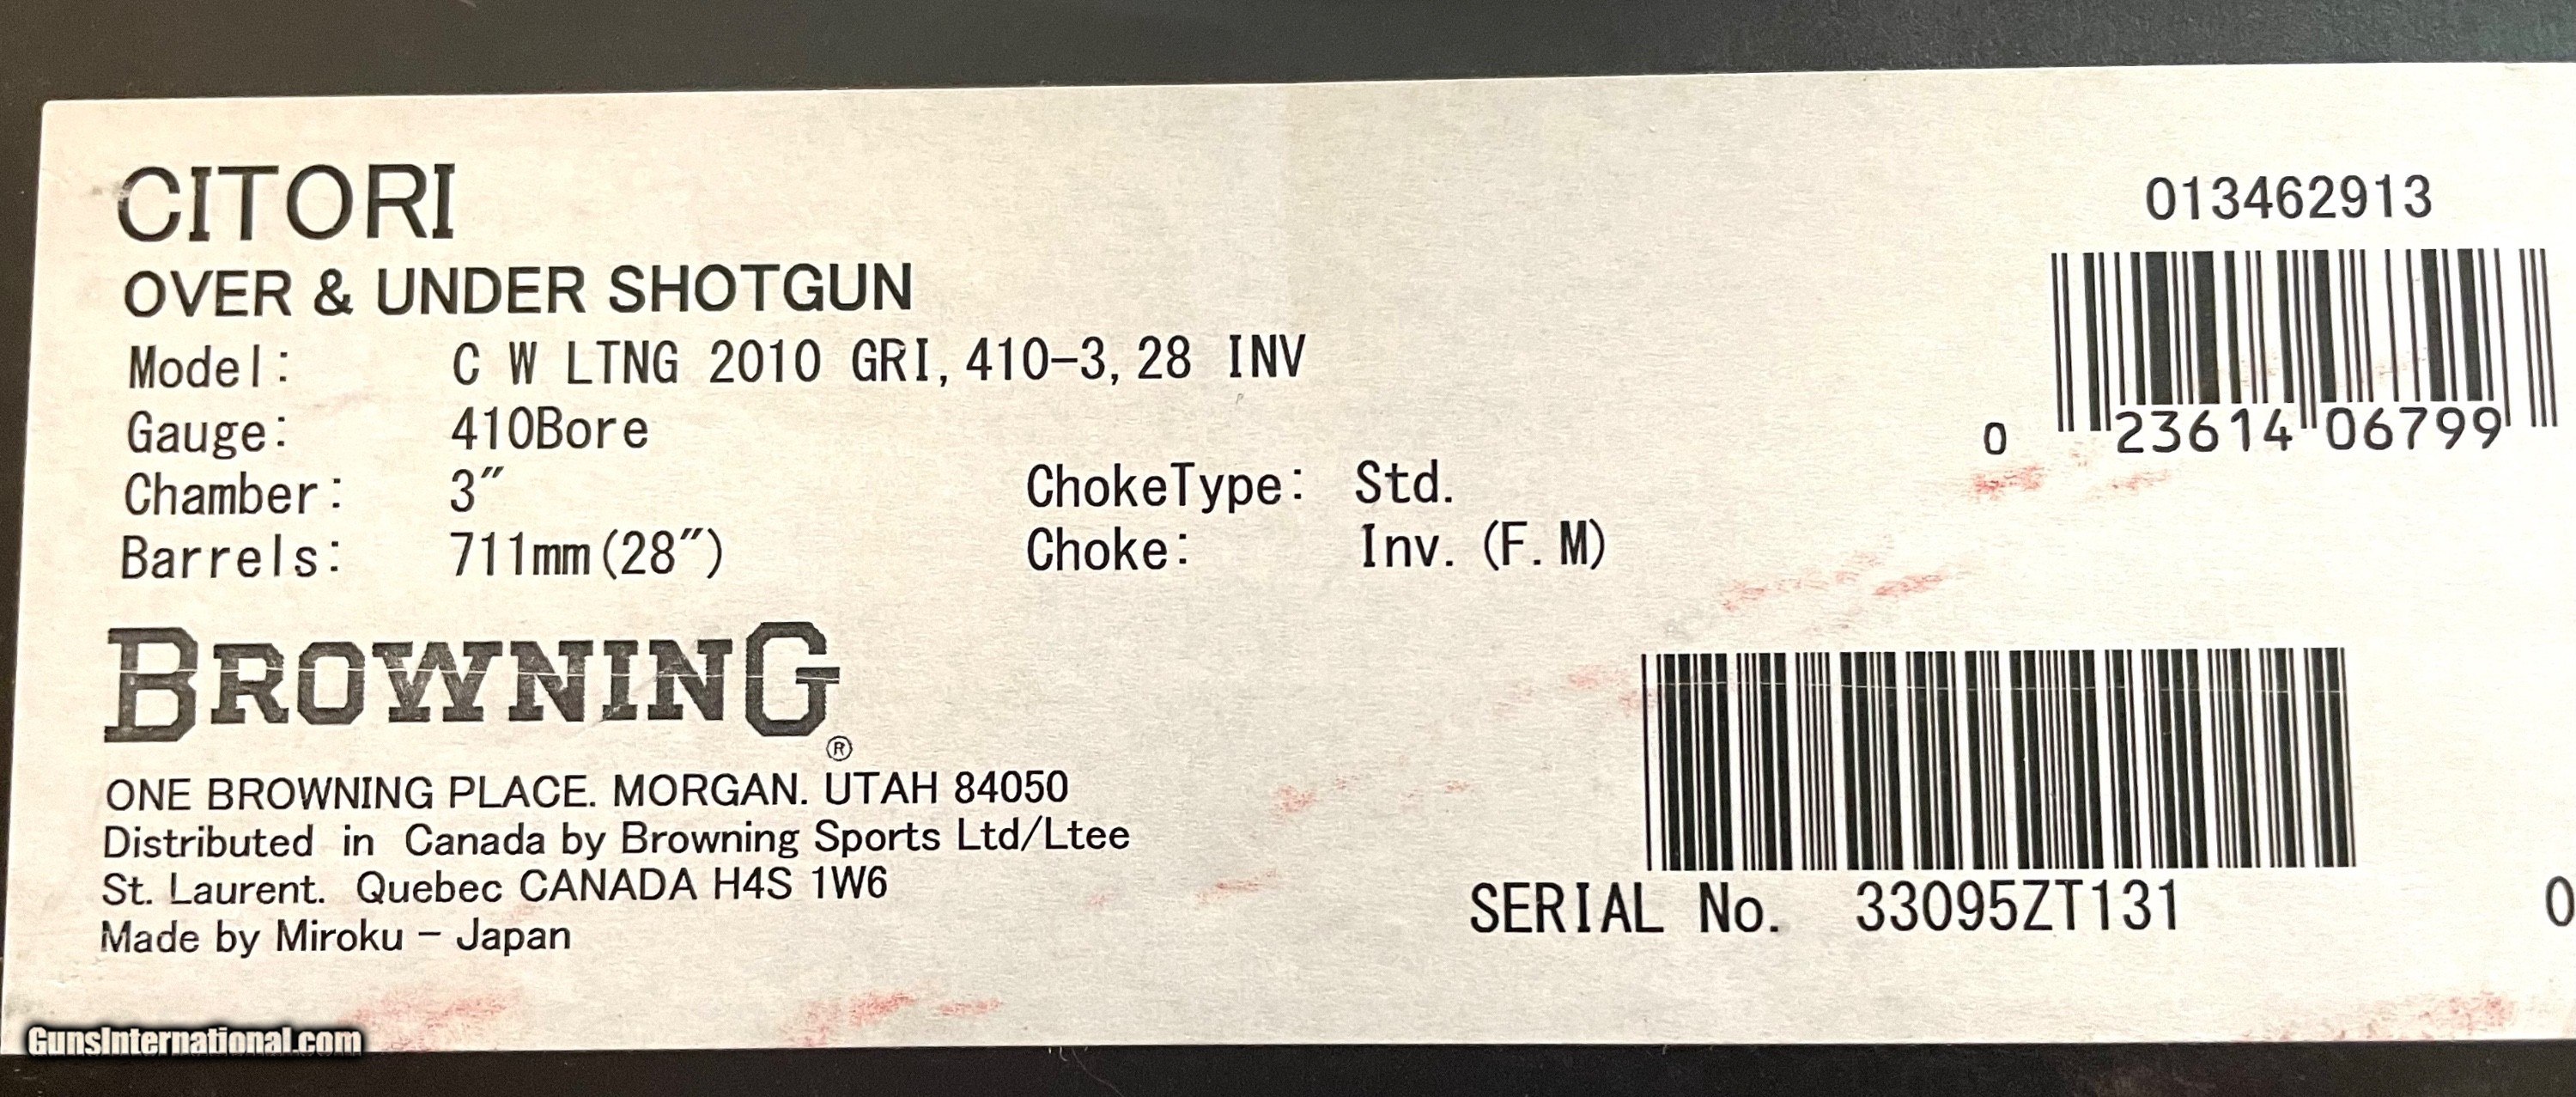 CITORI
OVER & UNDER SHOTGUN
Model: C W LTNG 2010 GRI, 410-3, 28 INV
Gauge: 410Bore
Chamber: 3"
Barrels: 711mm (28")
ChokeType: Std.
Choke: Inv. (F. M)
013462913
0 23614 06799
BROWNING®
ONE BROWNING PLACE. MORGAN. UTAH 84050
Distributed in Canada by Browning Sports Ltd/Ltee
St. Laurent. Quebec CANADA H4S 1W6
Made by Miroku - Japan
SERIAL No. 33095ZT131
0
GunsInternational.com